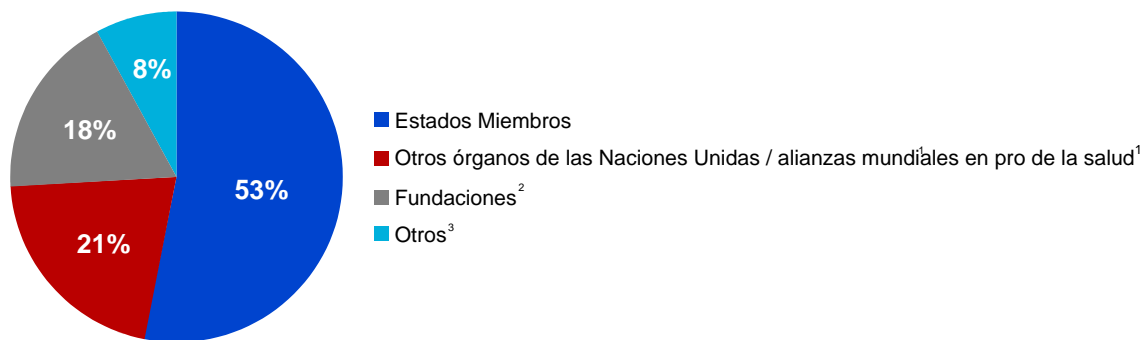 8%
18%
53%
21%
Estados Miembros
Otros órganos de las Naciones Unidas / alianzas mundiales en pro de la salud¹
Fundaciones²
Otros³